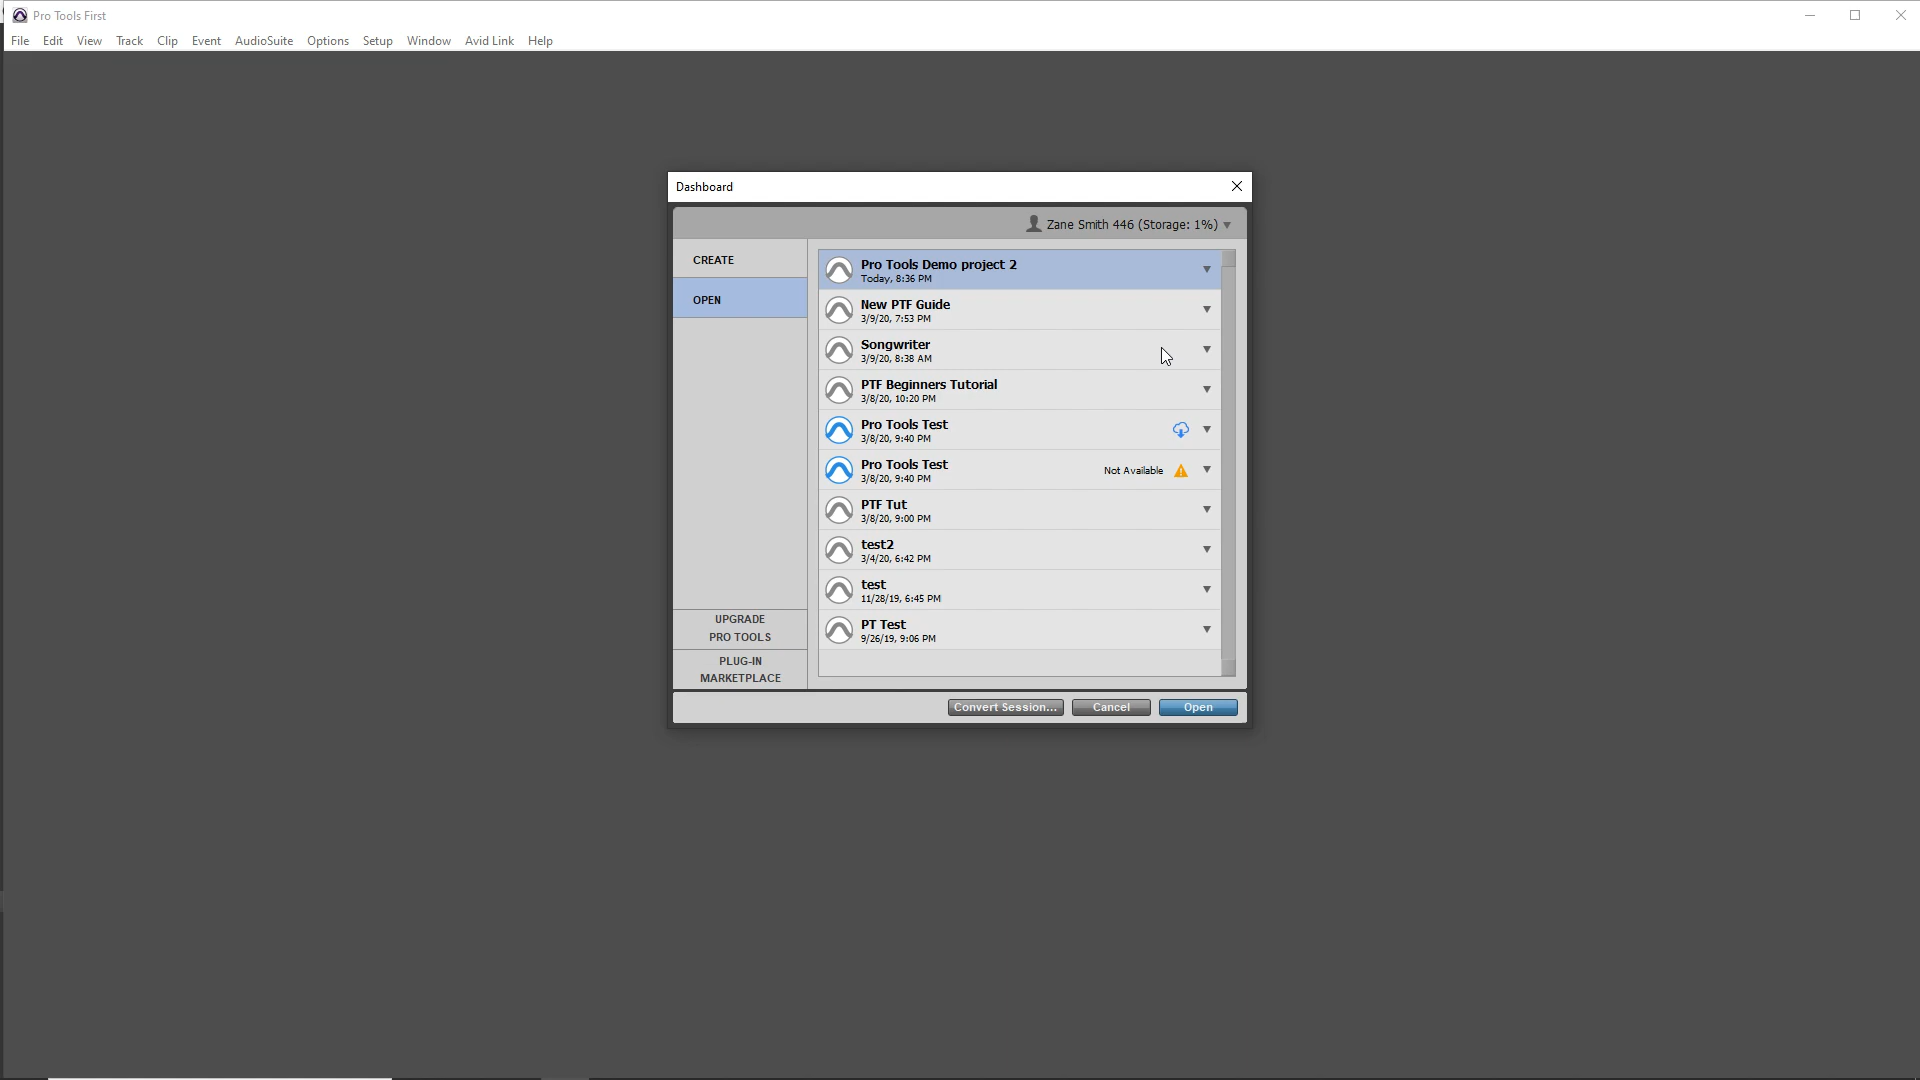 Pro Tools First
File Edit View Track Clip Event AudioSuite Options Setup Window Avid Link Help
Dashboard
Zane Smith 446 (Storage: 1%)
CREATE
OPEN
Pro Tools Demo project 2
Today, 8:36 PM
New PTF Guide
3/9/20, 7:53 PM
Songwriter
3/9/20, 8:38 AM
PTF Beginners Tutorial
3/8/20, 10:20 PM
Pro Tools Test
3/8/20, 9:40 PM
Pro Tools Test
3/8/20, 9:40 PM
Not Available
PTF Tut
3/8/20, 9:00 PM
test2
3/4/20, 6:42 PM
test
11/28/19, 6:45 PM
PT Test
9/26/19, 9:06 PM
UPGRADE
PRO TOOLS
PLUG-IN
MARKETPLACE
Convert Session... Cancel Open